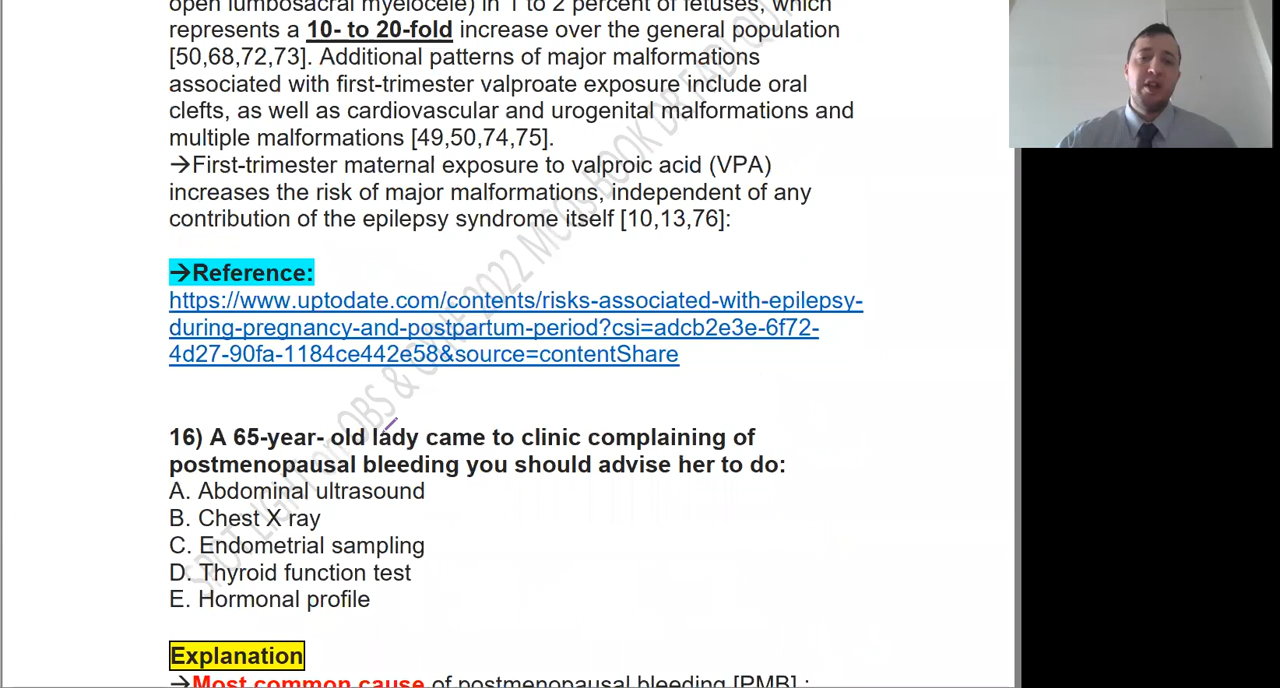 open lumbosacral myelocele) in 1 to 2 percent of fetuses, which
represents a 10- to 20-fold increase over the general population
[50,68,72,73]. Additional patterns of major malformations
associated with first-trimester valproate exposure include oral
clefts, as well as cardiovascular and urogenital malformations and
multiple malformations [49,50,74,75].
→First-trimester maternal exposure to valproic acid (VPA)
increases the risk of major malformations, independent of any
contribution of the epilepsy syndrome itself [10,13,76]:
→Reference:
https://www.uptodate.com/contents/risks-associated-with-epilepsy-
during-pregnancy-and-postpartum-period?csi=adcb2e3e-6f72-
4d27-90fa-1184ce442e58&source=contentShare
16) A 65-year- old lady came to clinic complaining of
postmenopausal bleeding you should advise her to do:
A. Abdominal ultrasound
B. Chest X ray
C. Endometrial sampling
D. Thyroid function test
E. Hormonal profile
Explanation
→Most common cause of postmenopausal bleeding [PMB] :